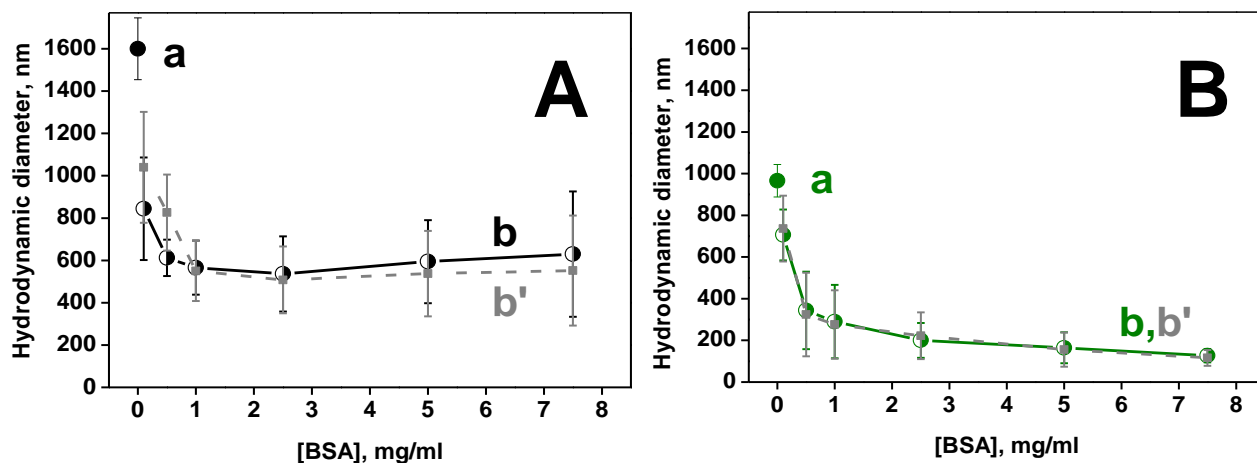 A
a
b
b'
Hydrodynamic diameter, nm
1600
1400
1200
1000
800
600
400
200
0
0 1 2 3 4 5 6 7 8
[BSA], mg/ml
B
a
b,b'
Hydrodynamic diameter, nm
1600
1400
1200
1000
800
600
400
200
0
0 1 2 3 4 5 6 7 8
[BSA], mg/ml